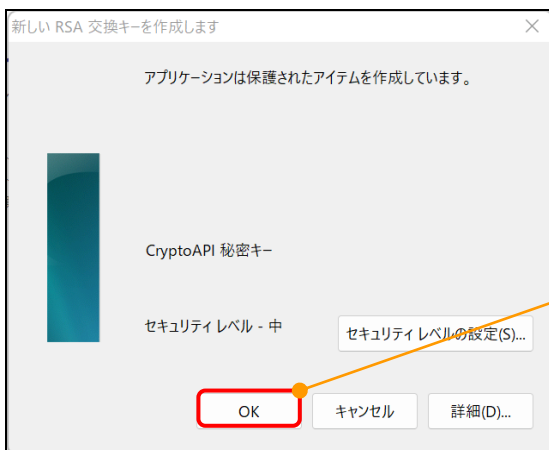 新しい RSA 交換キーを作成します
アプリケーションは保護されたアイテムを作成しています。
CryptoAPI 秘密キー
セキュリティ レベル - 中
セキュリティ レベルの設定(S)...
OK
キャンセル
詳細(D)...